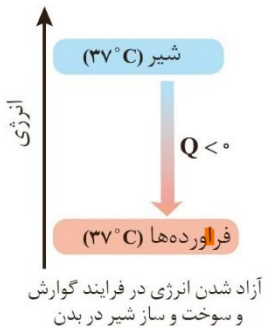 شیر (۳۷°C)
انرژی
Q < ۰
فراورده‌ها (۳۷°C)
آزاد شدن انرژی در فرایند گوارش
و سوخت و ساز شیر در بدن